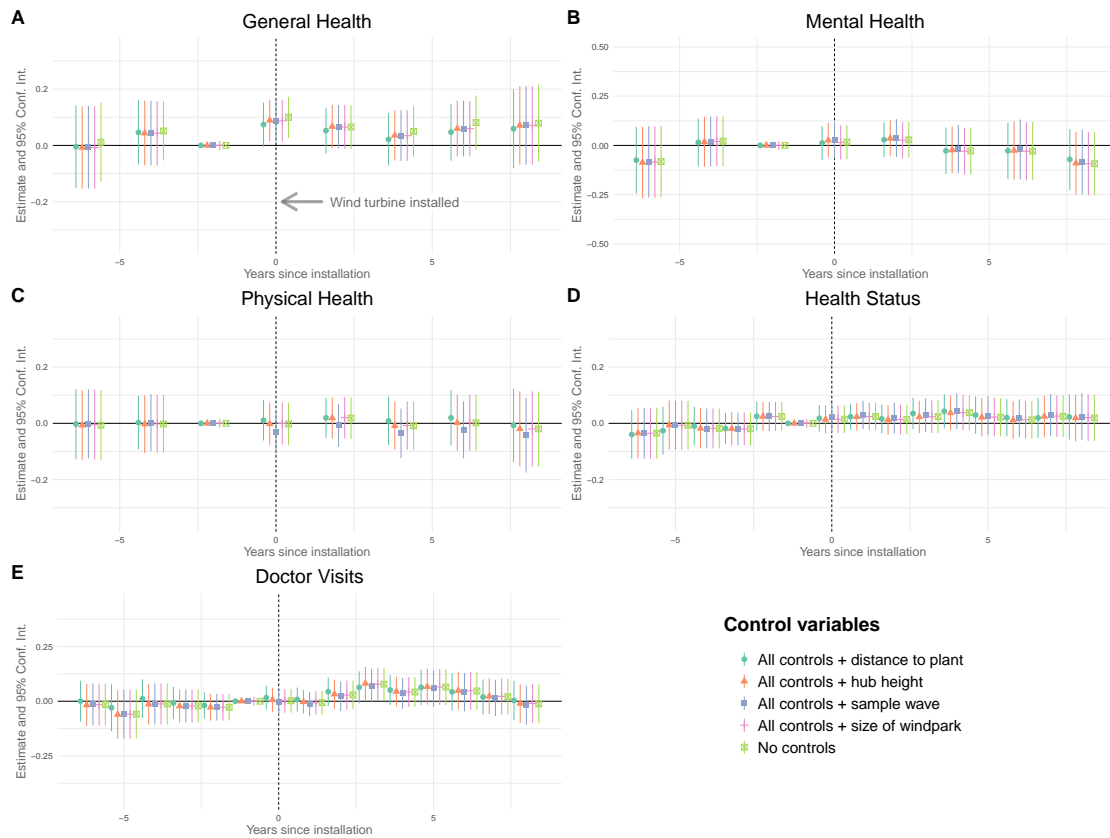 A
General Health
Estimate and 95% Conf. Int.
0.2
0.0
−0.2
Wind turbine installed
−5
0
5
Years since installation
B
Mental Health
Estimate and 95% Conf. Int.
0.50
0.25
0.00
−0.25
−0.50
−5
0
5
Years since installation
C
Physical Health
Estimate and 95% Conf. Int.
0.2
0.0
−0.2
−5
0
5
Years since installation
D
Health Status
Estimate and 95% Conf. Int.
0.2
0.0
−0.2
−5
0
5
Years since installation
E
Doctor Visits
Estimate and 95% Conf. Int.
0.25
0.00
−0.25
−5
0
5
Years since installation
Control variables
All controls + distance to plant
All controls + hub height
All controls + sample wave
All controls + size of windpark
No controls